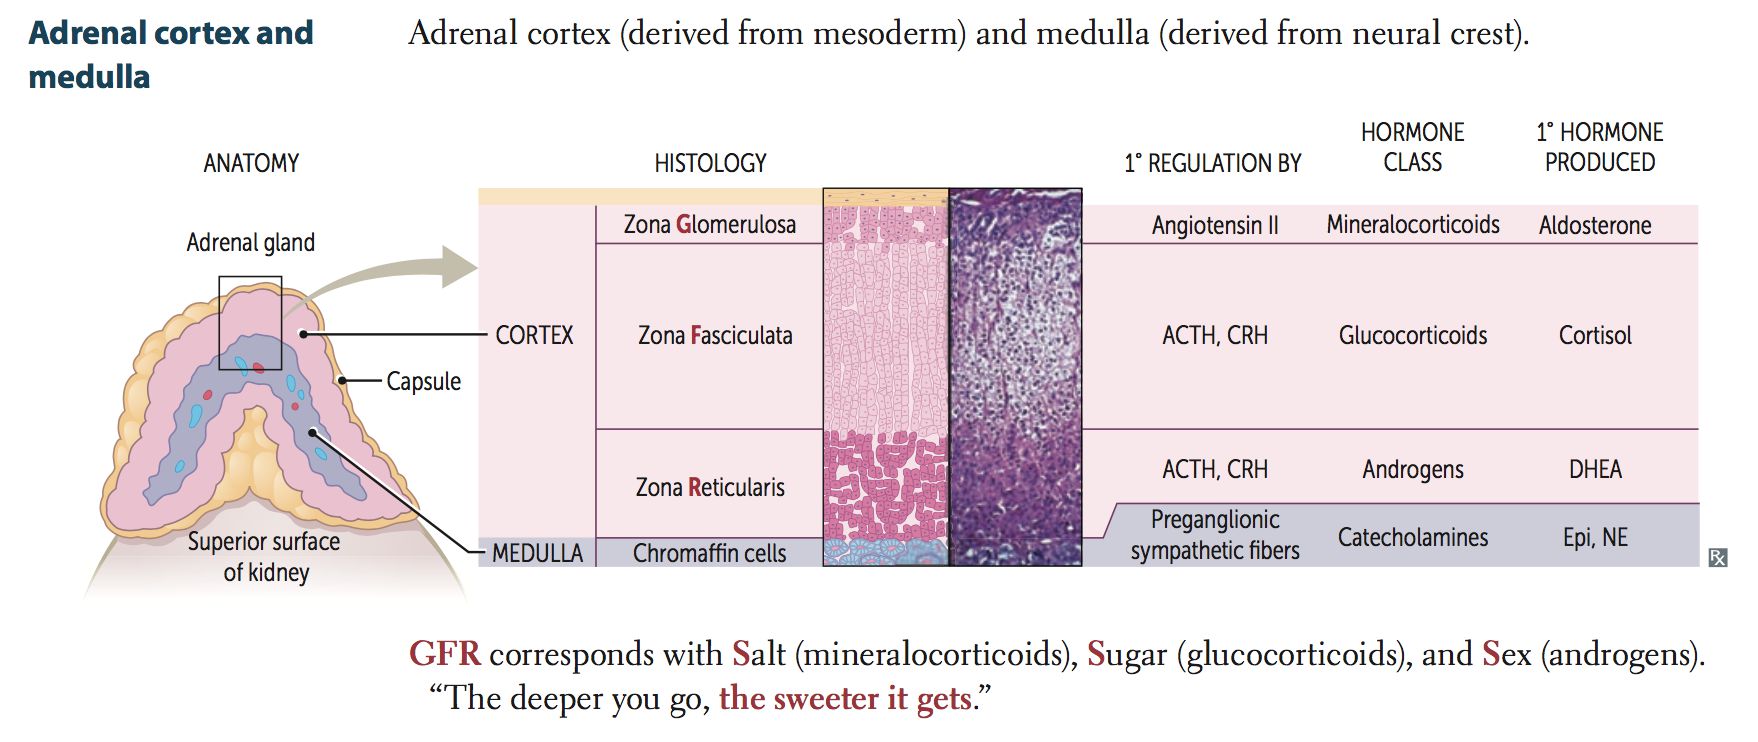 Adrenal cortex and
medulla
Adrenal cortex (derived from mesoderm) and medulla (derived from neural crest).
ANATOMY
HISTOLOGY
1° REGULATION BY
HORMONE
CLASS
1° HORMONE
PRODUCED
Adrenal gland
CORTEX
Capsule
MEDULLA
Superior surface
of kidney
Zona Glomerulosa
Angiotensin II
Mineralocorticoids
Aldosterone
Zona Fasciculata
ACTH, CRH
Glucocorticoids
Cortisol
Zona Reticularis
ACTH, CRH
Androgens
DHEA
Chromaffin cells
Preganglionic
sympathetic fibers
Catecholamines
Epi, NE
Rx
GFR corresponds with Salt (mineralocorticoids), Sugar (glucocorticoids), and Sex (androgens).
“The deeper you go, the sweeter it gets.”